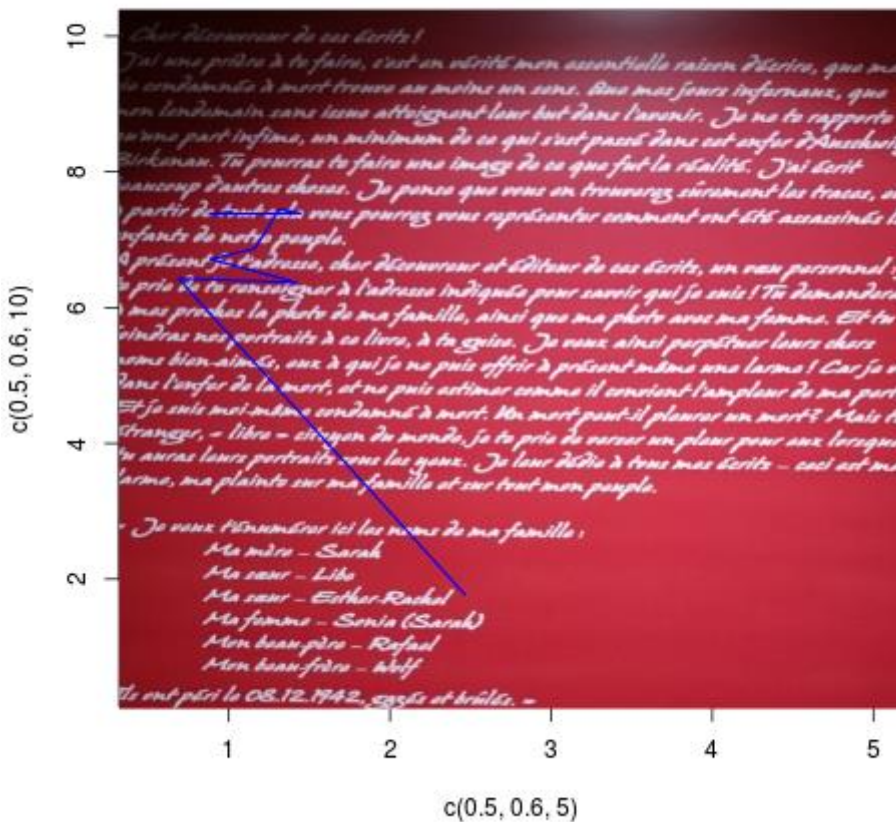 c(0.5, 0.6, 10)
10
8
6
4
2
Cher découvreur de ces écrits !
J'ai une prière à te faire, c'est en vérité mon essentielle raison d'écrire, que m
condamnée à mort trouve au moins un sens. Que mes jours infernaux, que
mon lendemain sans issue atteignent leur but dans l'avenir. Je ne te rapporte
qu'une part infime, un minimum de ce qui s'est passé dans cet enfer d'Auschwi
Birkenau. Tu pourras te faire une image de ce que fut la réalité. J'ai écrit
beaucoup d'autres choses. Je pense que vous en trouverez sûrement les traces, e
partir de tout cela vous pourrez vous représenter comment ont été assassinés
enfants de notre peuple.
A présent t'adresse, cher découvreur et éditeur de ces écrits, un vœu personnel :
prie de te renseigner à l'adresse indiquée pour savoir qui je suis ! Tu demandera
mes proches la photo de ma famille, ainsi que ma photo avec ma femme. Et tu
joindras nos portraits à ce livre, à ta guise. Je veux ainsi perpétuer leurs chers
noms bien-aimés, eux à qui je ne puis offrir à présent même une larme ! Car je
dans l'enfer de la mort, et ne puis estimer comme il convient l'ampleur de ma per
Et je suis moi-même condamné à mort. Un mort peut-il pleurer un mort? Mais
étranger, « libre » citoyen du monde, je te prie de verser un pleur pour eux lorsqu
tu auras leurs portraits sous les yeux. Je leur dédie à tous mes écrits – ceci est m
larme, ma plainte sur ma famille et sur tout mon peuple.
« Je veux t'énumérer ici les noms de ma famille :
Ma mère – Sarah
Ma sœur – Libe
Ma sœur – Esther-Rachel
Ma femme – Sonia (Sarah)
Mon beau-père – Rafael
Mon beau-frère – Wolf
Ils ont péri le 08.12.1942, gazés et brûlés. »
1 2 3 4 5
c(0.5, 0.6, 5)